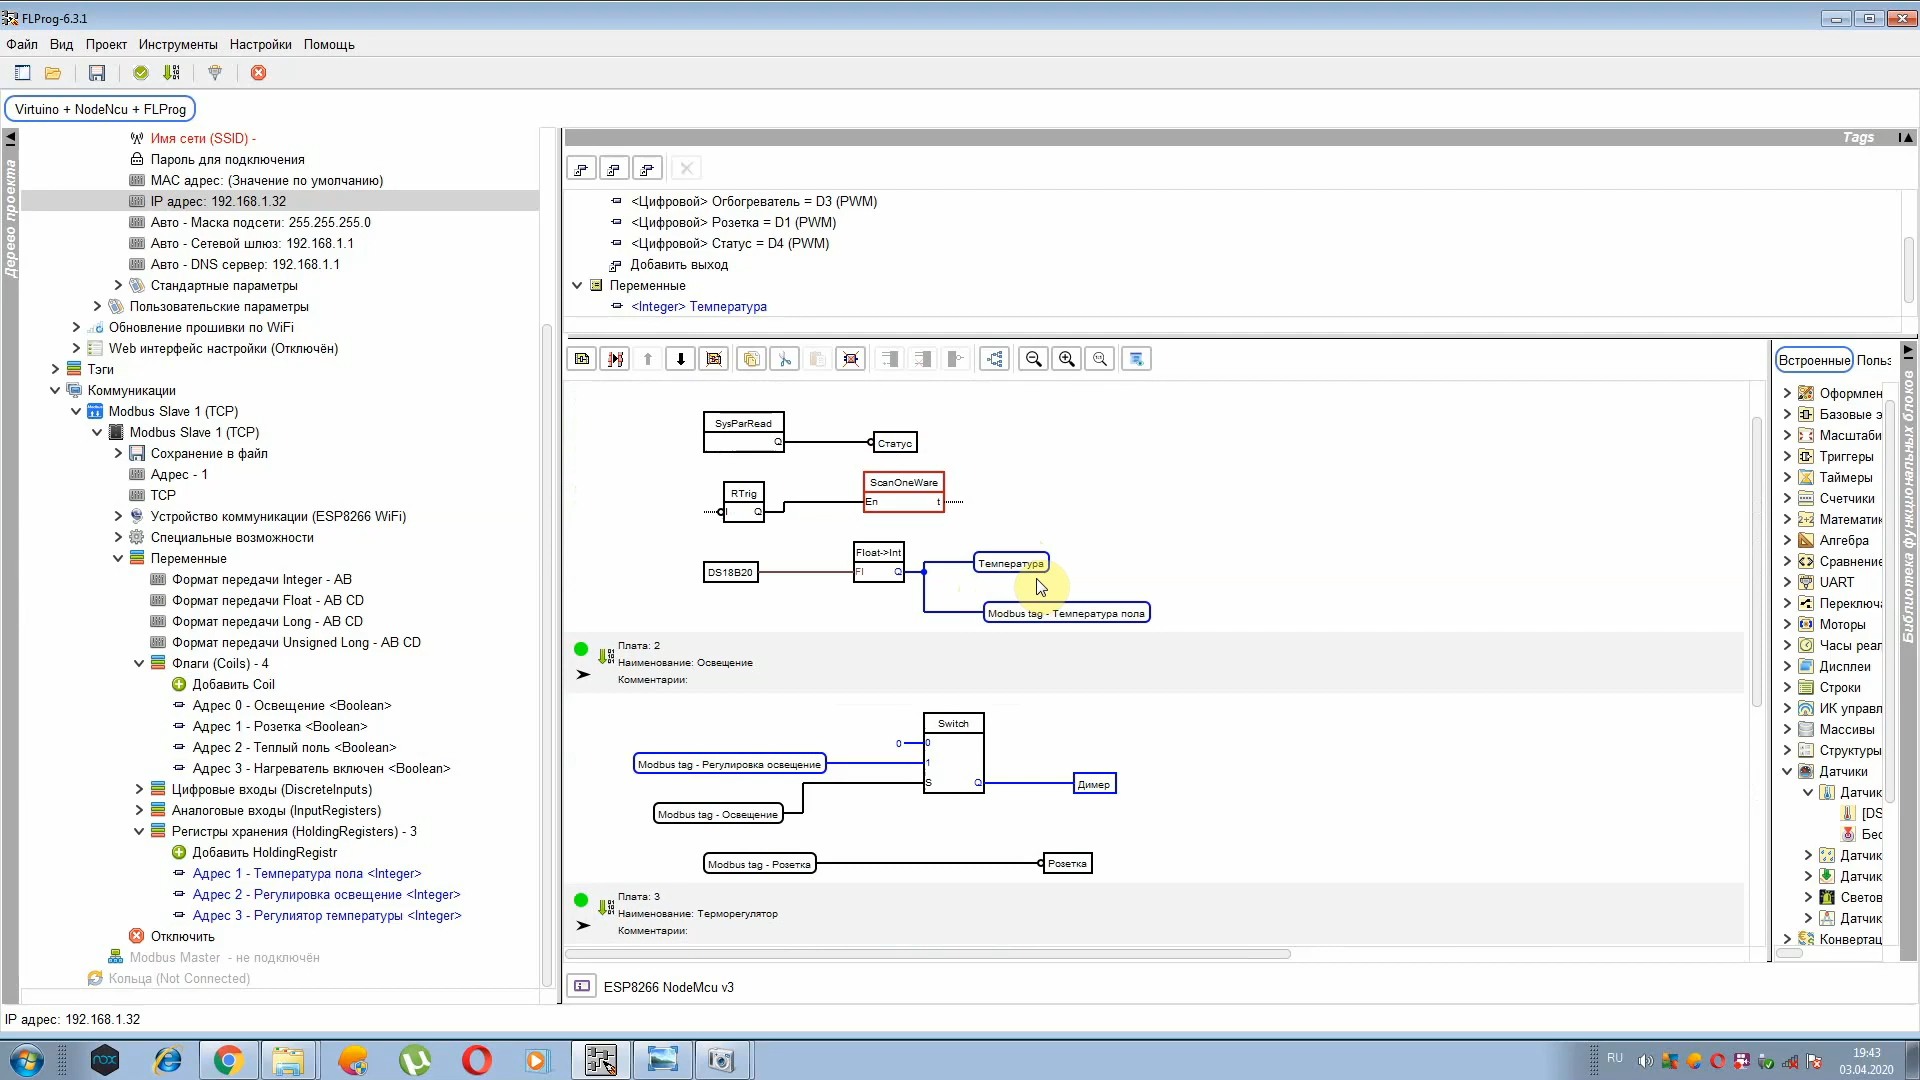 FLProg-6.3.1
Файл Вид Проект Инструменты Настройки Помощь
Virtuino + NodeNcu + FLProg
Дерево проекта
Имя сети (SSID) -
Пароль для подключения
MAC адрес: (Значение по умолчанию)
IP адрес: 192.168.1.32
Авто - Маска подсети: 255.255.255.0
Авто - Сетевой шлюз: 192.168.1.1
Авто - DNS сервер: 192.168.1.1
Стандартные параметры
Пользовательские параметры
Обновление прошивки по WiFi
Web интерфейс настройки (Отключён)
Тэги
Коммуникации
Modbus Slave 1 (TCP)
Modbus Slave 1 (TCP)
Сохранение в файл
Адрес - 1
TCP
Устройство коммуникации (ESP8266 WiFi)
Специальные возможности
Переменные
Формат передачи Integer - AB
Формат передачи Float - AB CD
Формат передачи Long - AB CD
Формат передачи Unsigned Long - AB CD
Флаги (Coils) - 4
Добавить Coil
Адрес 0 - Освещение <Boolean>
Адрес 1 - Розетка <Boolean>
Адрес 2 - Теплый поль <Boolean>
Адрес 3 - Нагреватель включен <Boolean>
Цифровые входы (DiscreteInputs)
Аналоговые входы (InputRegisters)
Регистры хранения (HoldingRegisters) - 3
Добавить HoldingRegistr
Адрес 1 - Температура пола <Integer>
Адрес 2 - Регулировка освещение <Integer>
Адрес 3 - Регулиятор температуры <Integer>
Отключить
Modbus Master - не подключён
Кольца (Not Connected)
IP адрес: 192.168.1.32
Tags
<Цифровой> Огбогреватель = D3 (PWM)
<Цифровой> Розетка = D1 (PWM)
<Цифровой> Статус = D4 (PWM)
Добавить выход
Переменные
<Integer> Температура
SysParRead
Q
Статус
RTrig
I Q
ScanOneWare
En t
DS18B20
Float->Int
FI Q
Температура
Modbus tag - Температура пола
Плата: 2
Наименование: Освещение
Комментарии:
Switch
0 0
Modbus tag - Регулировка освещение
1
S Q
Димер
Modbus tag - Освещение
Modbus tag - Розетка
Розетка
Плата: 3
Наименование: Терморегулятор
Комментарии:
ESP8266 NodeMcu v3
Встроенные Польз
Библиотека функциональных блоков
Оформлен
Базовые э
Масштаби
Триггеры
Таймеры
Счетчики
Математик
Алгебра
Сравнение
UART
Переключа
Моторы
Часы реал
Дисплеи
Строки
ИК управл
Массивы
Структуры
Датчики
Датчик
[DS
Бес
Датчик
Датчик
Светов
Датчик
Конвертац
nox
RU
19:43
03.04.2020